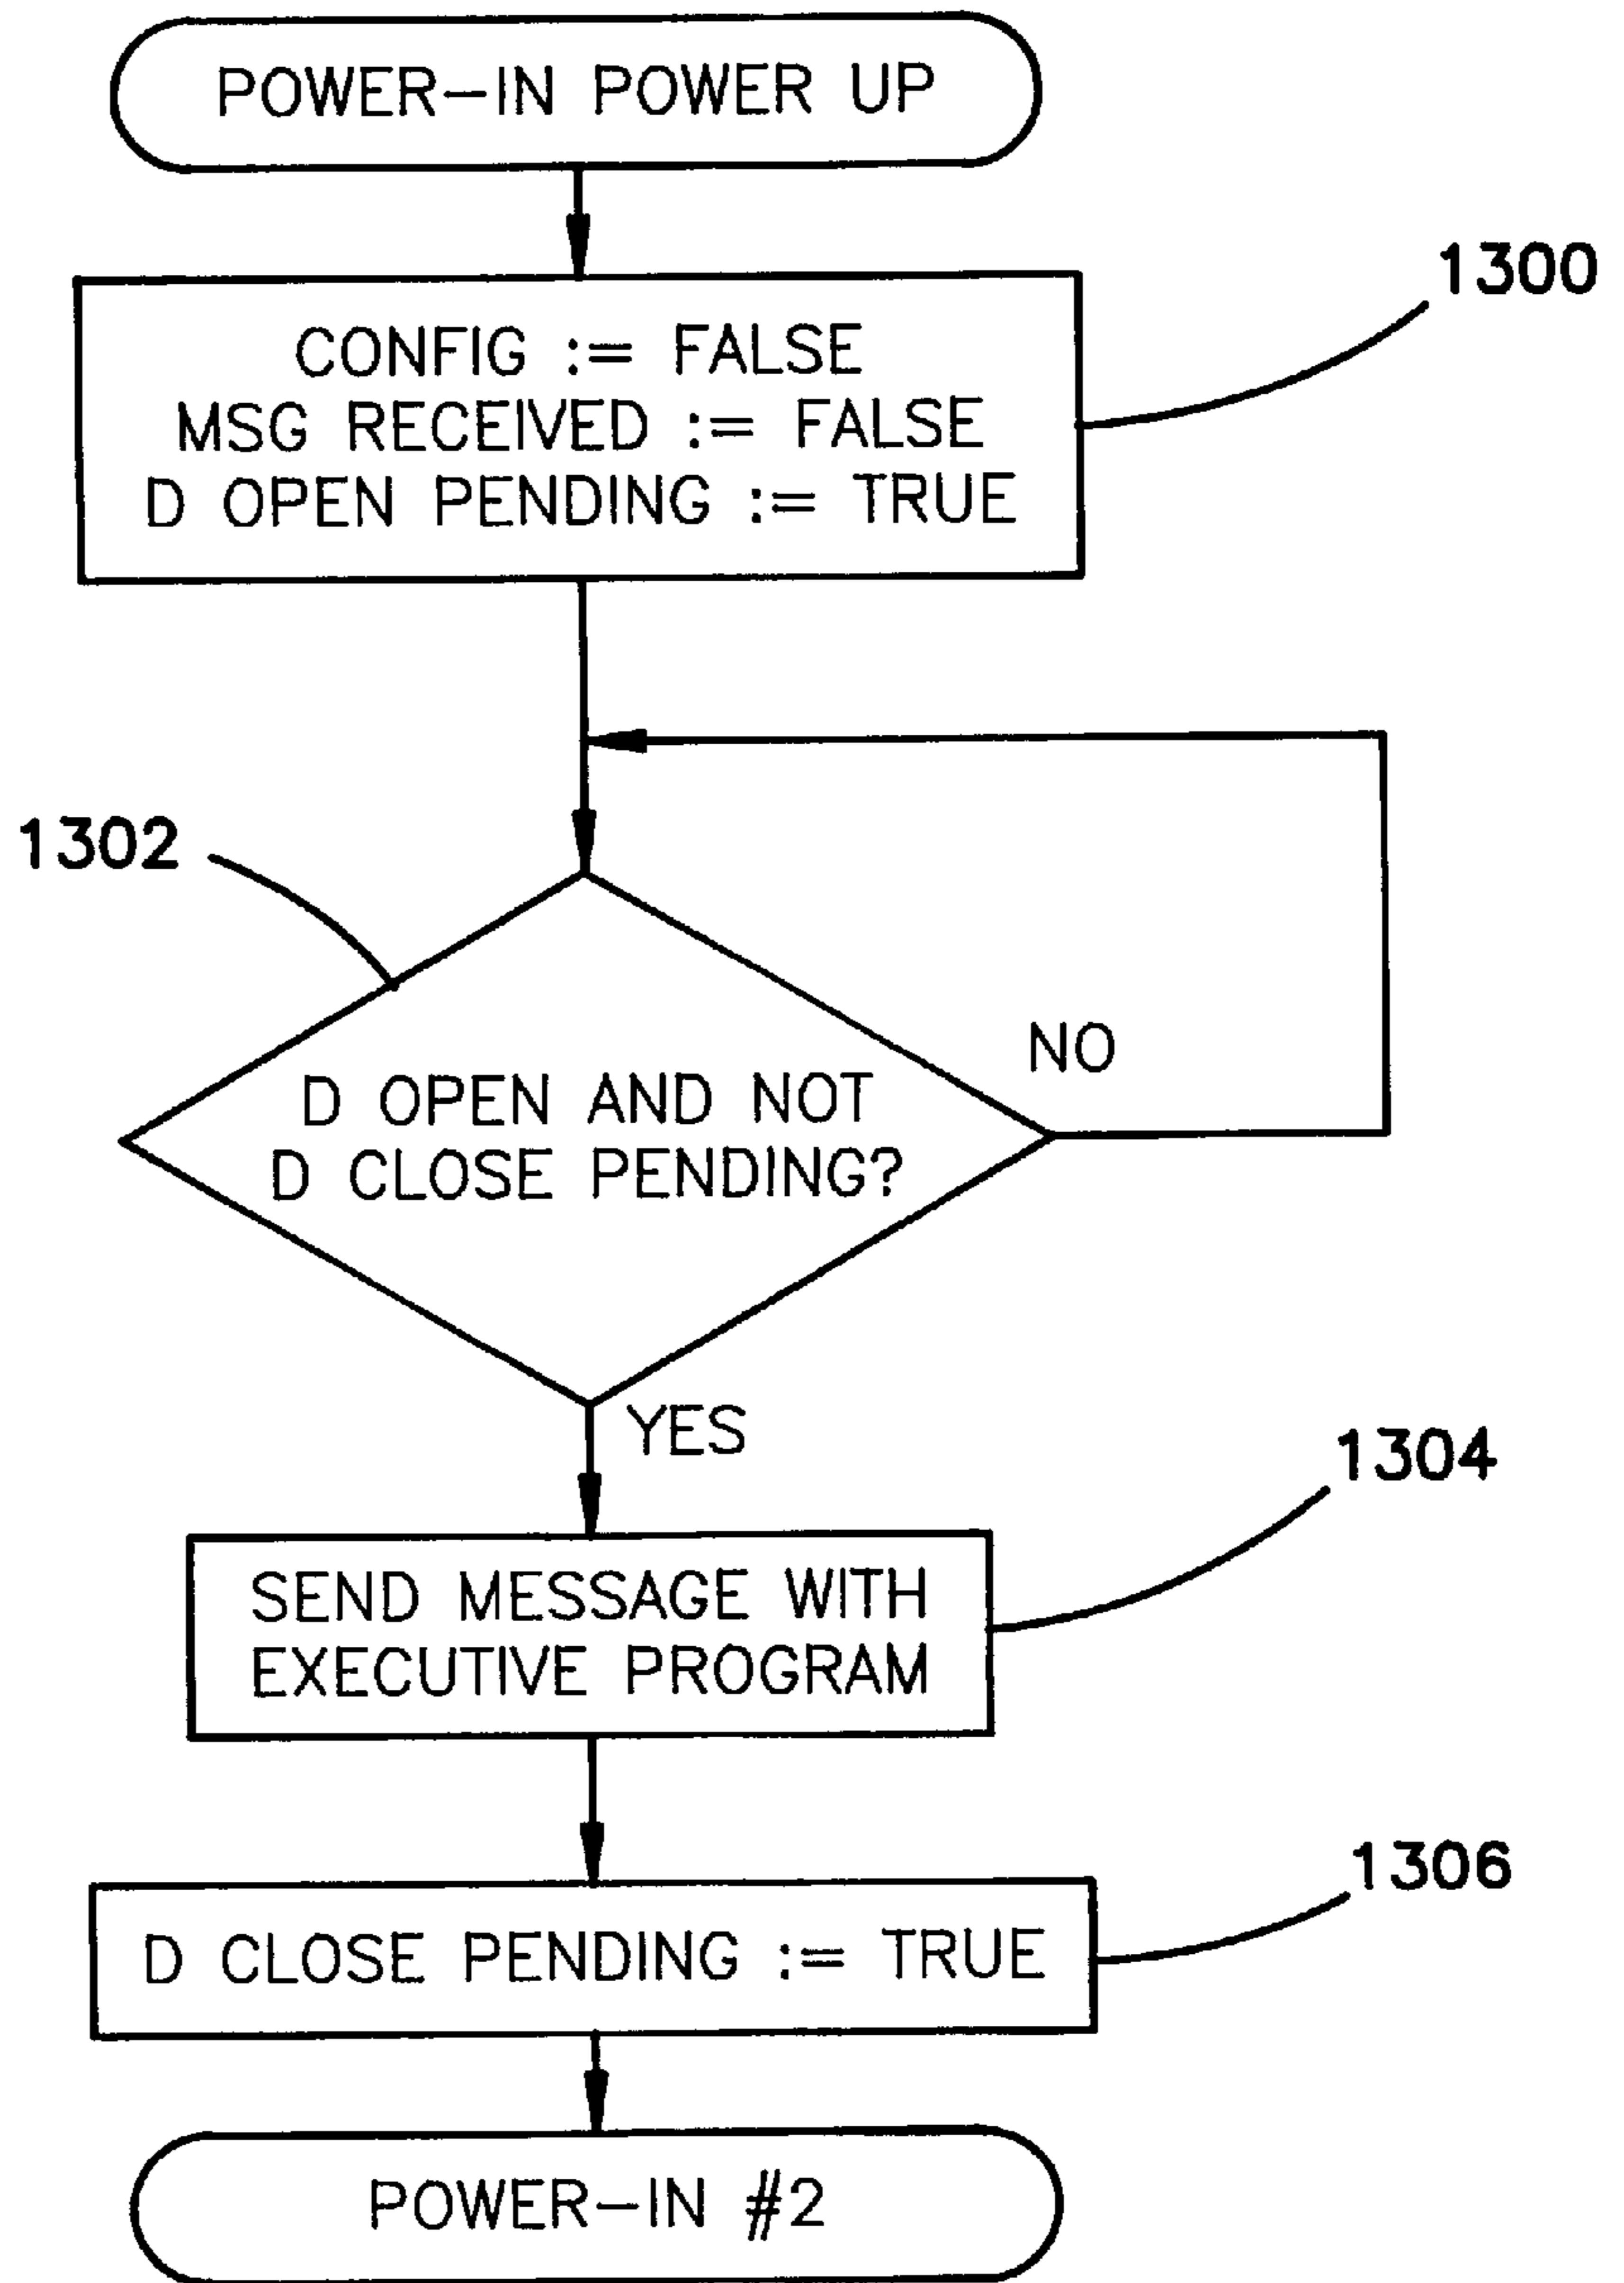 POWER-IN POWER UP
1300
CONFIG := FALSE
MSG RECEIVED := FALSE
D OPEN PENDING := TRUE
1302
NO
D OPEN AND NOT
D CLOSE PENDING?
YES
1304
SEND MESSAGE WITH
EXECUTIVE PROGRAM
1306
D CLOSE PENDING := TRUE
POWER-IN #2